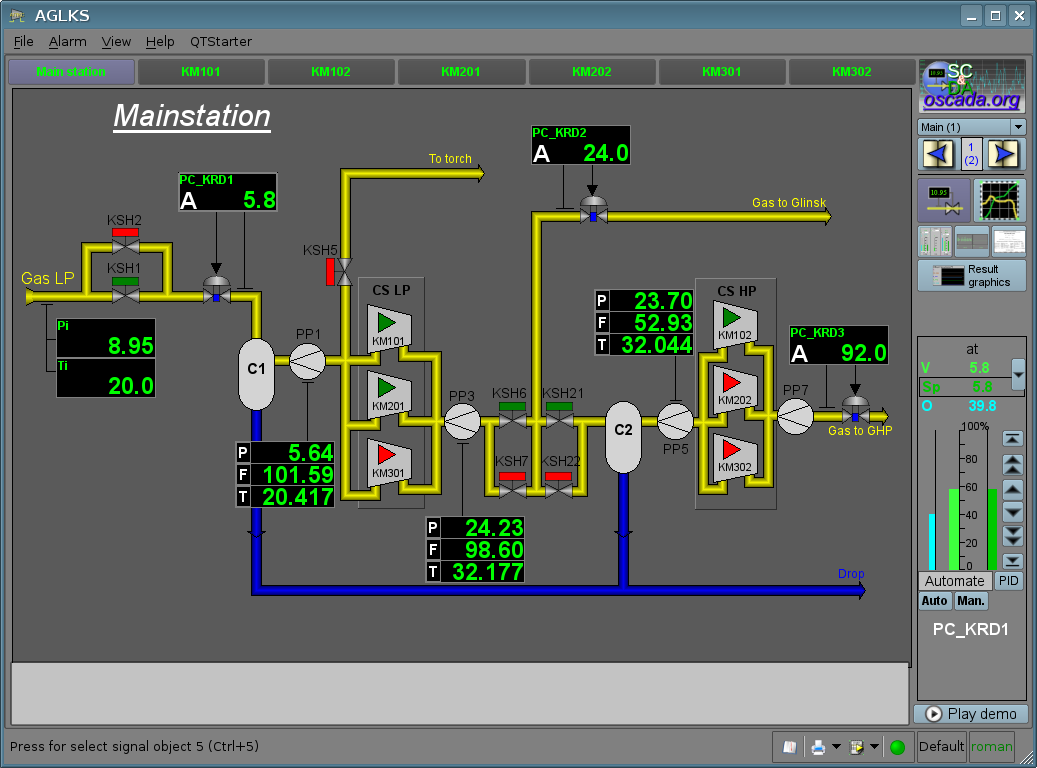 AGLKS
File Alarm View Help QTStarter
Main station KM101 KM102 KM201 KM202 KM301 KM302
SC
&
DA
oscada.org
Mainstation
Main (1)
1
(2)
10.95
Result
graphics
PC_KRD2
A 24.0
To torch
PC_KRD1
A 5.8
Gas to Glinsk
KSH2
KSH5
KSH1
Gas LP
CS LP
CS HP
P 23.70
F 52.93
T 32.044
Pi
8.95
Ti
20.0
PP1
KM101
KM102
PC_KRD3
A 92.0
C1
KM201
KM202
PP3
KSH6 KSH21
PP7
C2
PP5
Gas to GHP
P 5.64
F 101.59
T 20.417
KM301
KSH7 KSH22
KM302
P 24.23
F 98.60
T 32.177
Drop
at
V 5.8
Sp 5.8
O 39.8
100%
80
60
40
20
0
Automate PID
Auto Man.
PC_KRD1
Play demo
Press for select signal object 5 (Ctrl+5)
Default roman